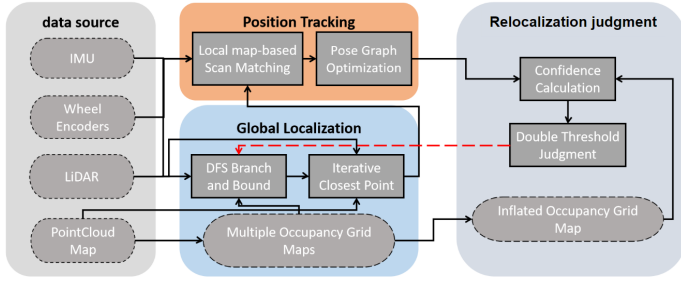 data source
IMU
Wheel
Encoders
LiDAR
PointCloud
Map
Position Tracking
Local map-based
Scan Matching
Pose Graph
Optimization
Global Localization
DFS Branch
and Bound
Iterative
Closest Point
Multiple Occupancy Grid
Maps
Relocalization judgment
Confidence
Calculation
Double Threshold
Judgment
Inflated Occupancy Grid
Map